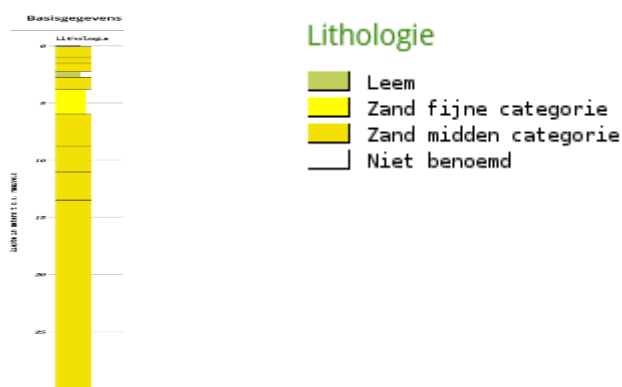 Basisgegevens
Lithologie
0
5
10
15
20
25
Lithologie
Leem
Zand fijne categorie
Zand midden categorie
Niet benoemd